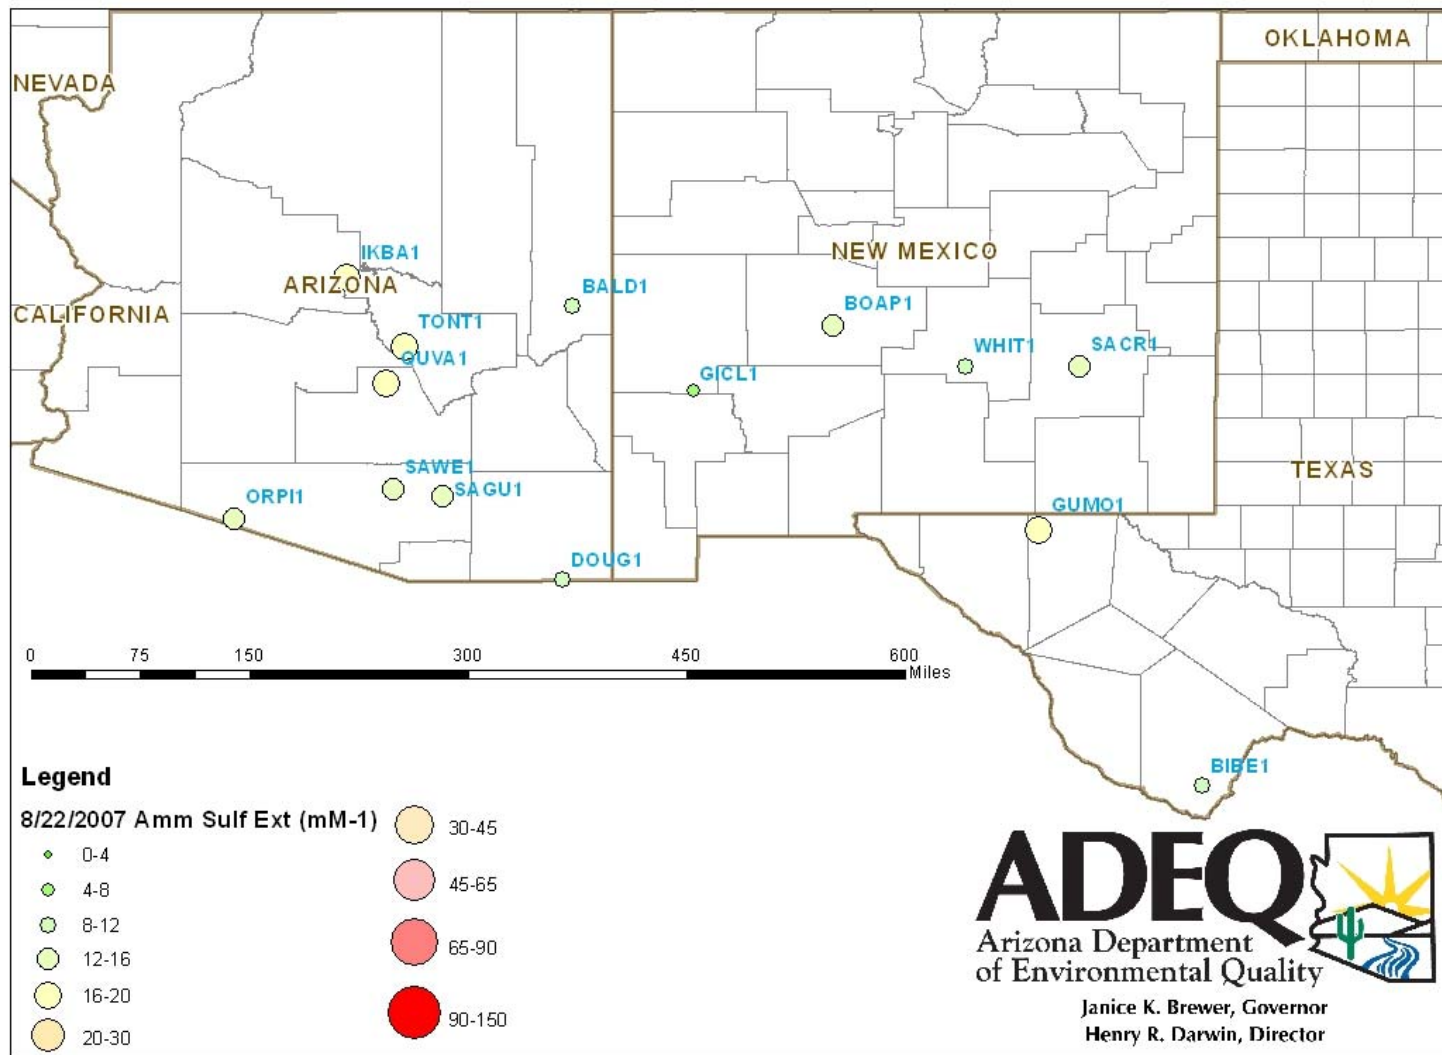 OKLAHOMA
NEVADA
IKBA1
NEW MEXICO
ARIZONA
BALD1
BOAP1
CALIFORNIA
TONT1
WHIT1
SACR1
QUVA1
GICL1
SAWE1
TEXAS
ORPI1
SAGU1
GUMO1
DOUG1
0 75 150 300 450 600
Miles
BIBE1
Legend
8/22/2007 Amm Sulf Ext (mM-1)
0-4
4-8
8-12
12-16
16-20
20-30
30-45
45-65
65-90
90-150
ADEQ
Arizona Department
of Environmental Quality
Janice K. Brewer, Governor
Henry R. Darwin, Director